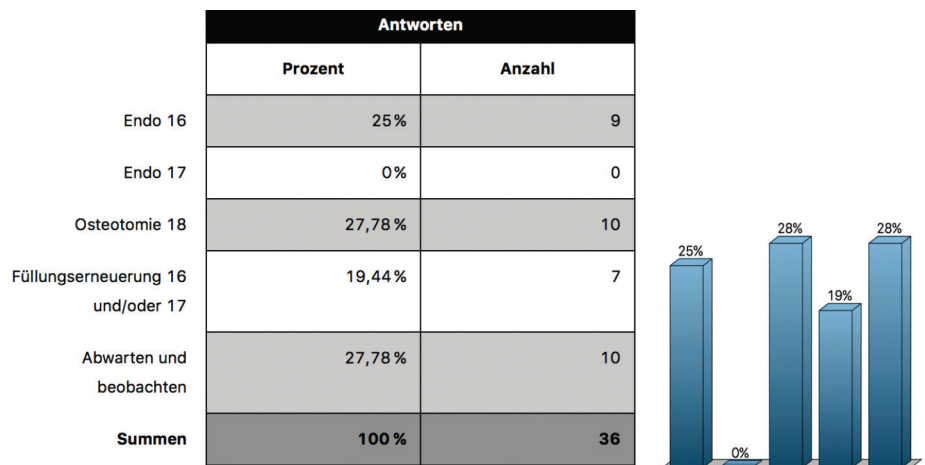 Antworten
Prozent Anzahl
Endo 16 25 % 9
Endo 17 0 % 0
Osteotomie 18 27,78 % 10
Füllungserneuerung 16 19,44 % 7
und/oder 17
Abwarten und 27,78 % 10
beobachten
Summen 100 % 36
25%
0%
28%
19%
28%